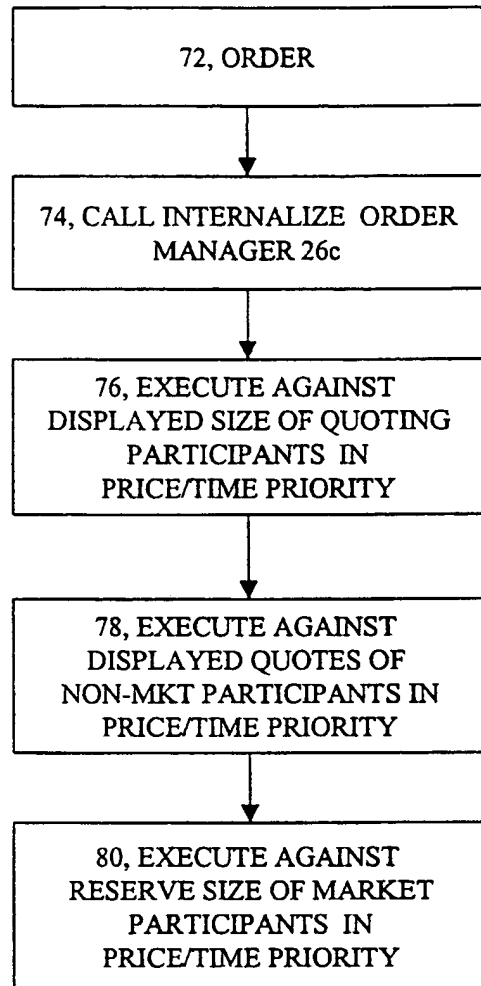 72, ORDER
74, CALL INTERNALIZE ORDER
MANAGER 26c
76, EXECUTE AGAINST
DISPLAYED SIZE OF QUOTING
PARTICIPANTS IN
PRICE/TIME PRIORITY
78, EXECUTE AGAINST
DISPLAYED QUOTES OF
NON-MKT PARTICIPANTS IN
PRICE/TIME PRIORITY
80, EXECUTE AGAINST
RESERVE SIZE OF MARKET
PARTICIPANTS IN
PRICE/TIME PRIORITY